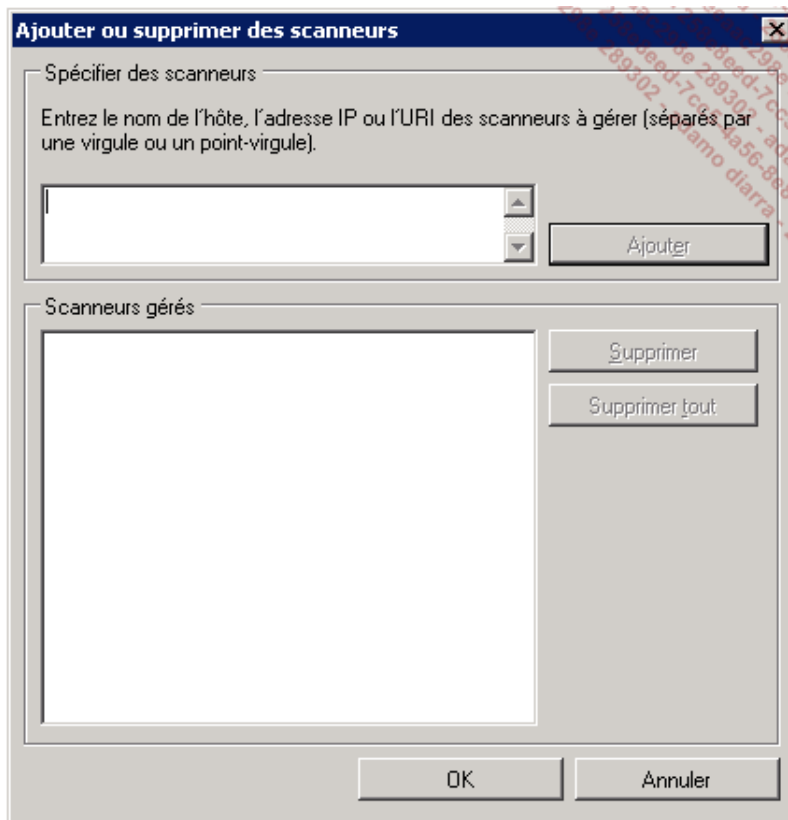 Ajouter ou supprimer des scanneurs
Spécifier des scanneurs
Entrez le nom de l'hôte, l'adresse IP ou l'URI des scanneurs à gérer (séparés par
une virgule ou un point-virgule).
Ajouter
Scanneurs gérés
Supprimer
Supprimer tout
OK
Annuler